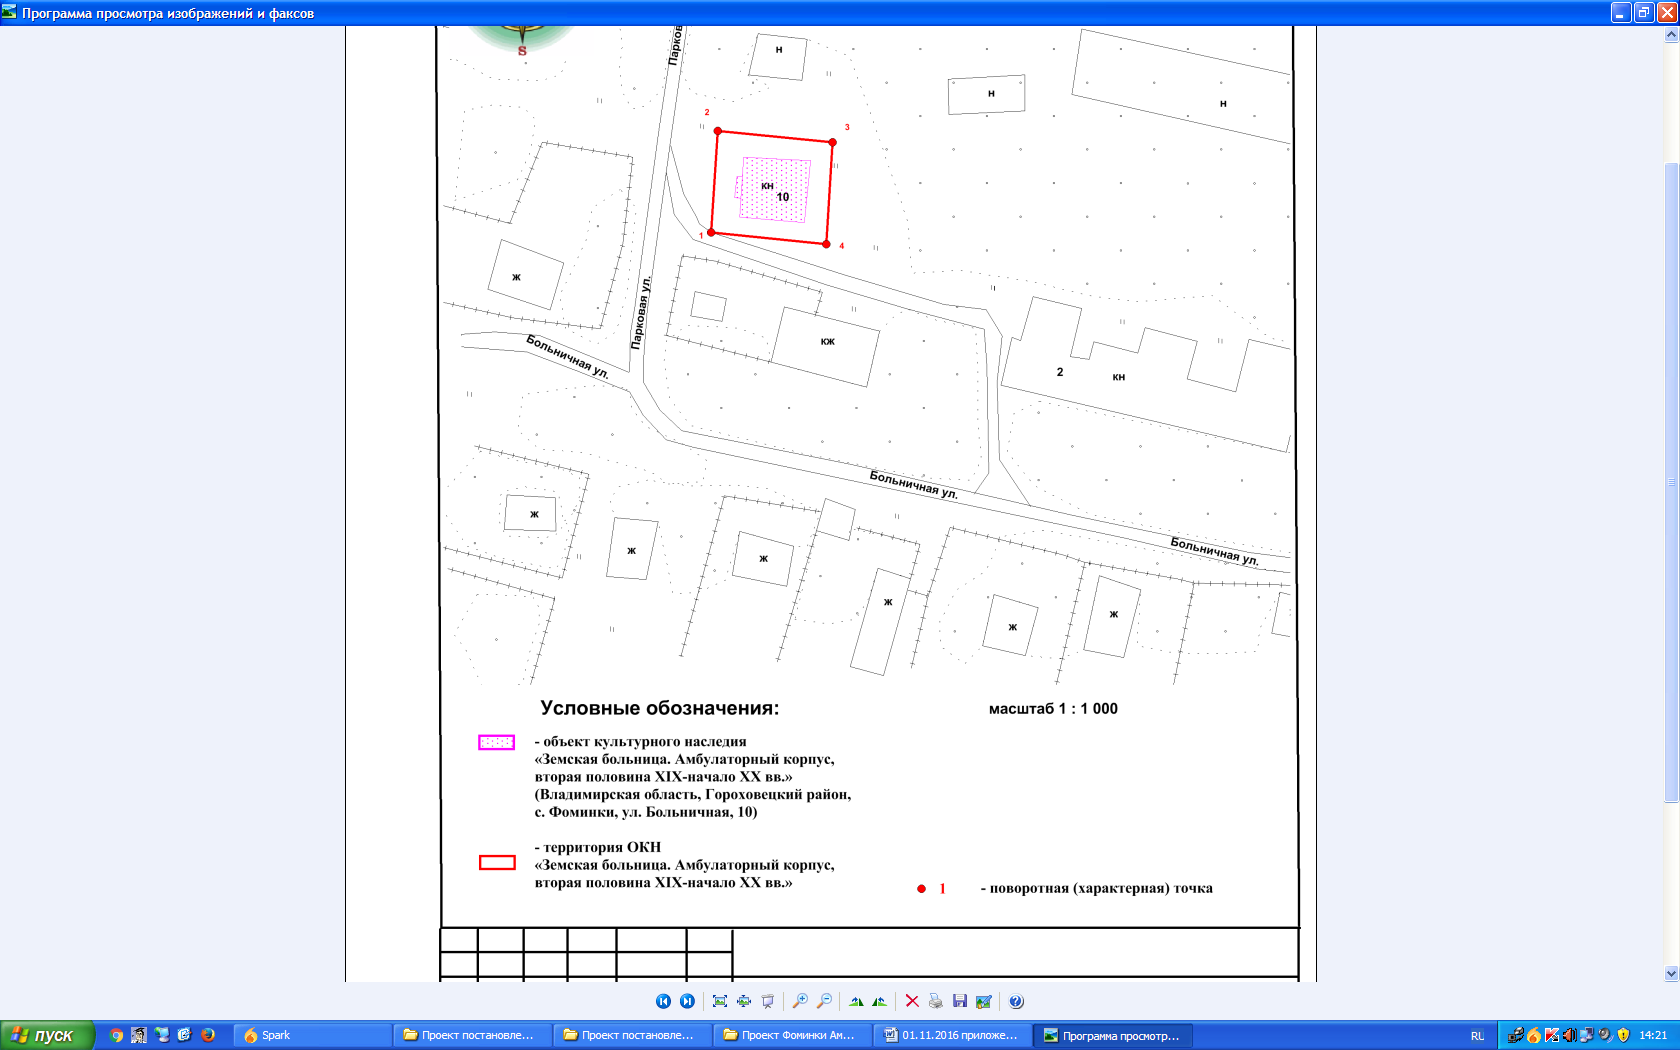 Программа просмотра изображений и факсов
S
Парков
н
н
н
2
3
кн
10
1
4
ж
Парковая ул.
Больничная ул.
кж
2
кн
Больничная ул.
ж
ж
ж
Больничная ул.
ж
ж
ж
Условные обозначения:
масштаб 1 : 1 000
- объект культурного наследия
«Земская больница. Амбулаторный корпус,
вторая половина XIX-начало XX вв.»
(Владимирская область, Гороховецкий район,
с. Фоминки, ул. Больничная, 10)
- территория ОКН
«Земская больница. Амбулаторный корпус,
вторая половина XIX-начало XX вв.»
1 - поворотная (характерная) точка
пуск
Spark
Проект постановле...
Проект постановле...
Проект Фоминки Ам...
01.11.2016 приложе...
Программа просмотр...
RU
14:21